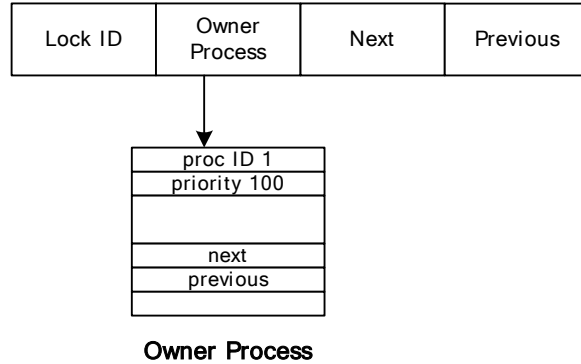 Lock ID
Owner
Process
Next
Previous
proc ID 1
priority 100
next
previous
Owner Process